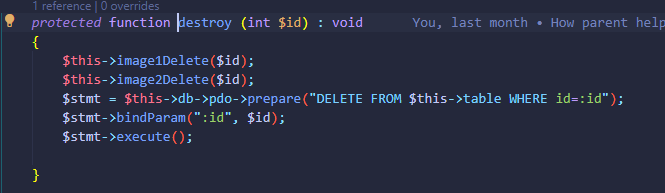 1 reference | 0 overrides
protected function destroy (int $id) : void You, last month • How parent help
{
$this->image1Delete($id);
$this->image2Delete($id);
$stmt = $this->db->pdo->prepare("DELETE FROM $this->table WHERE id=:id");
$stmt->bindParam(":id", $id);
$stmt->execute();
}